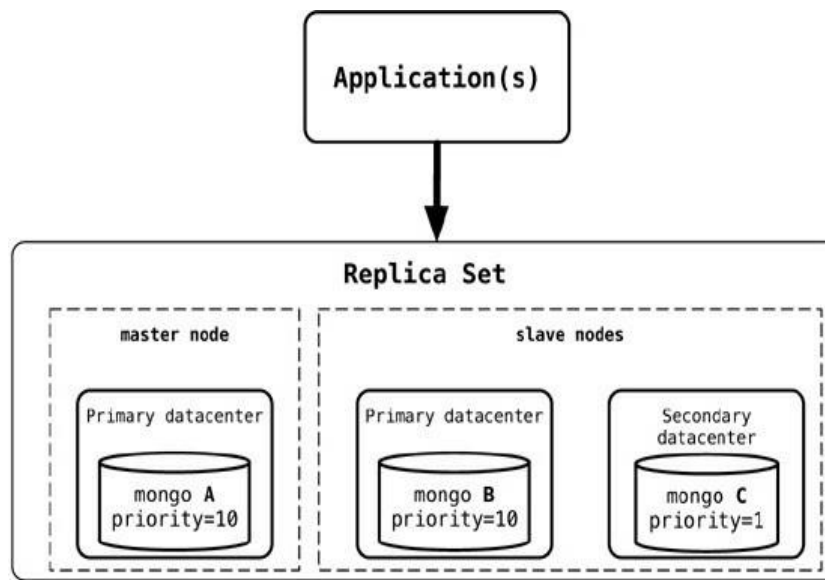 Application(s)
Replica Set
master node
slave nodes
Primary datacenter
mongo A
priority=10
Primary datacenter
mongo B
priority=10
Secondary
datacenter
mongo C
priority=1